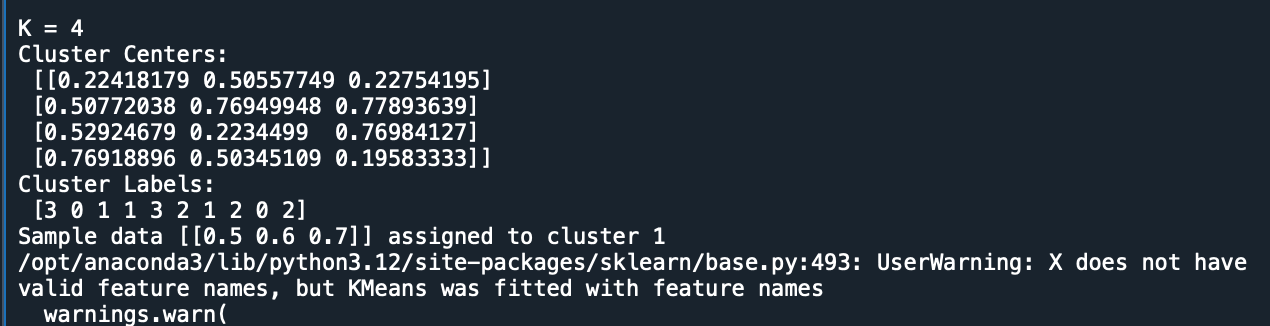 K = 4
Cluster Centers:
 [[0.22418179 0.50557749 0.22754195]
 [0.50772038 0.76949948 0.77893639]
 [0.52924679 0.2234499  0.76984127]
 [0.76918896 0.50345109 0.19583333]]
Cluster Labels:
 [3 0 1 1 3 2 1 2 0 2]
Sample data [[0.5 0.6 0.7]] assigned to cluster 1
/opt/anaconda3/lib/python3.12/site-packages/sklearn/base.py:493: UserWarning: X does not have
valid feature names, but KMeans was fitted with feature names
  warnings.warn(